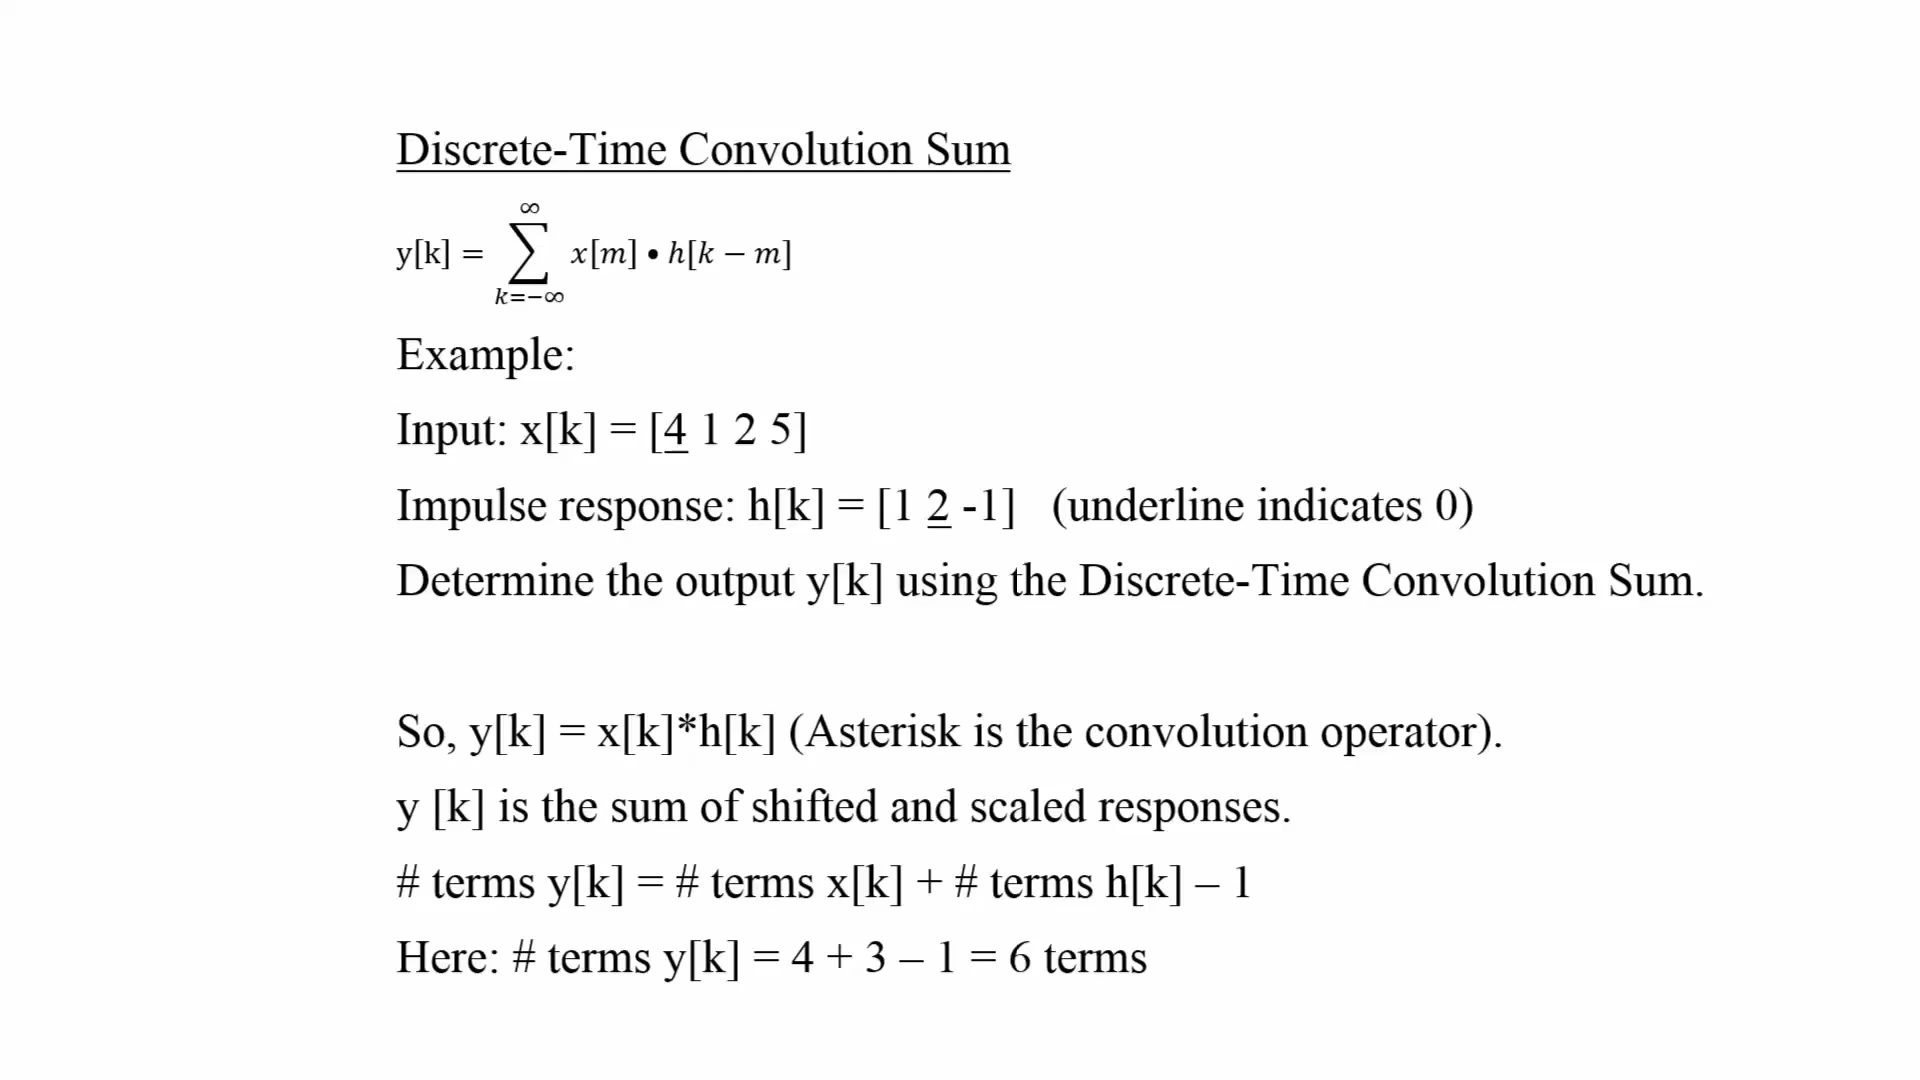 Discrete-Time Convolution Sum
y[k] = ∑_{k=−∞}^{∞} x[m] • h[k − m]
Example:
Input: x[k] = [4 1 2 5]
Impulse response: h[k] = [1 2 -1] (underline indicates 0)
Determine the output y[k] using the Discrete-Time Convolution Sum.
So, y[k] = x[k]*h[k] (Asterisk is the convolution operator).
y [k] is the sum of shifted and scaled responses.
# terms y[k] = # terms x[k] + # terms h[k] – 1
Here: # terms y[k] = 4 + 3 – 1 = 6 terms